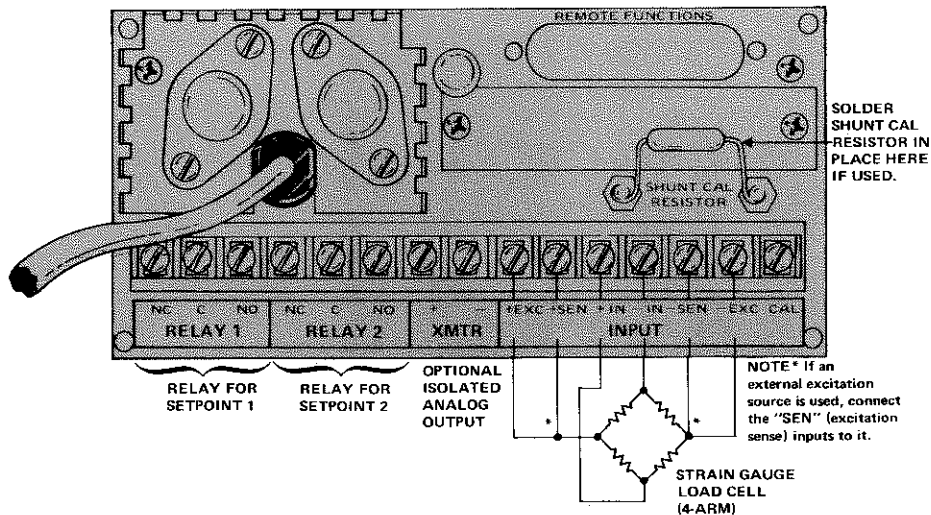 REMOTE FUNCTIONS
SOLDER
SHUNT CAL
RESISTOR IN
PLACE HERE
IF USED.
SHUNT CAL
RESISTOR
NC C NO NC C NO + − +EXC +SEN +IN −IN −SEN −EXC CAL
RELAY 1 RELAY 2 XMTR INPUT
RELAY FOR
SETPOINT 1
RELAY FOR
SETPOINT 2
OPTIONAL
ISOLATED
ANALOG
OUTPUT
* *
NOTE* If an
external excitation
source is used, connect
the "SEN" (excitation
sense) inputs to it.
STRAIN GAUGE
LOAD CELL
(4-ARM)